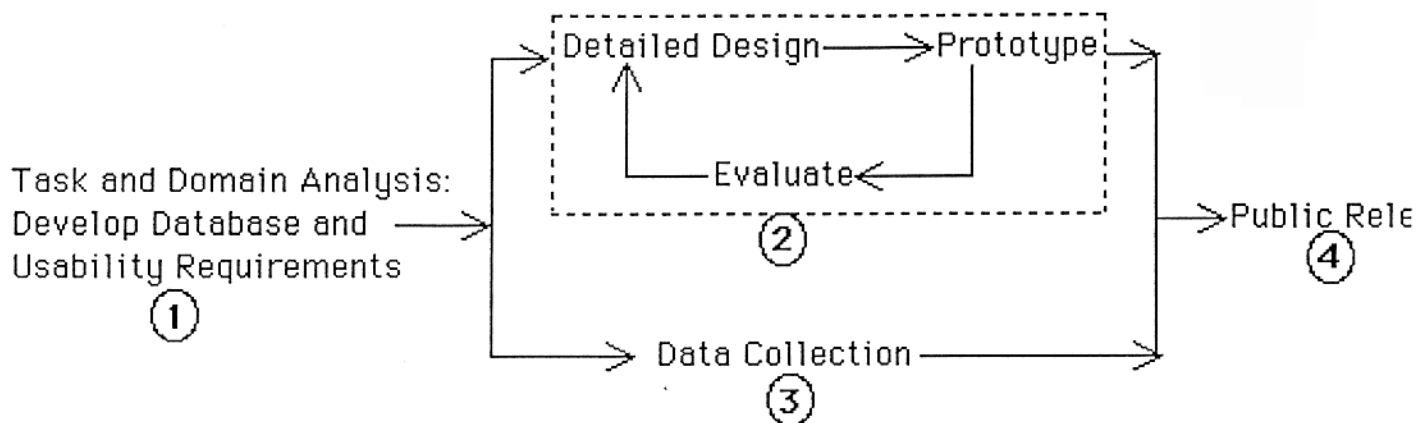 Detailed Design
Prototype
Evaluate
2
Task and Domain Analysis:
Develop Database and
Usability Requirements
1
Public Rele
4
Data Collection
3